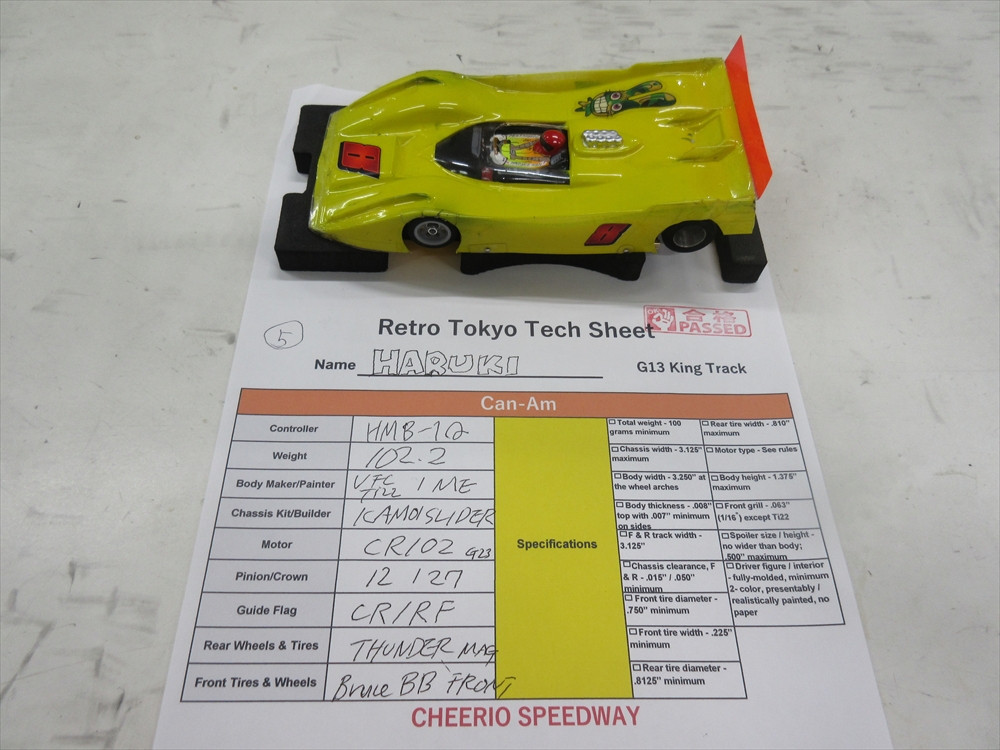 8
8
5
Retro Tokyo Tech Sheet
合格
PASSED
Name HARUKI
G13 King Track
Can-Am
Controller HMB-1Q
Weight 102.2
Body Maker/Painter VFC Ti22 / ME
Chassis Kit/Builder KAMOISLIDER
Motor CR/02 G23
Pinion/Crown 12 / 27
Guide Flag CR/RF
Rear Wheels & Tires THUNDER MAG
Front Tires & Wheels Bruce BB FRONT
Specifications
Total weight - 100
grams minimum
Rear tire width - .810"
maximum
Chassis width - 3.125"
maximum
Motor type - See rules
Body width - 3.250" at
the wheel arches
Body height - 1.375"
maximum
Body thickness - .006"
top with .007" minimum
on sides
Front grill - .063"
(1/16") except Ti22
F & R track width -
3.125"
Spoiler size / height -
no wider than body;
.500" maximum
Chassis clearance, F
& R - .015" / .050"
minimum
Driver figure / interior
- fully-molded, minimum
2- color, presentably /
realistically painted, no
paper
Front tire diameter -
.750" minimum
Front tire width - .225"
minimum
Rear tire diameter -
.8125" minimum
CHEERIO SPEEDWAY